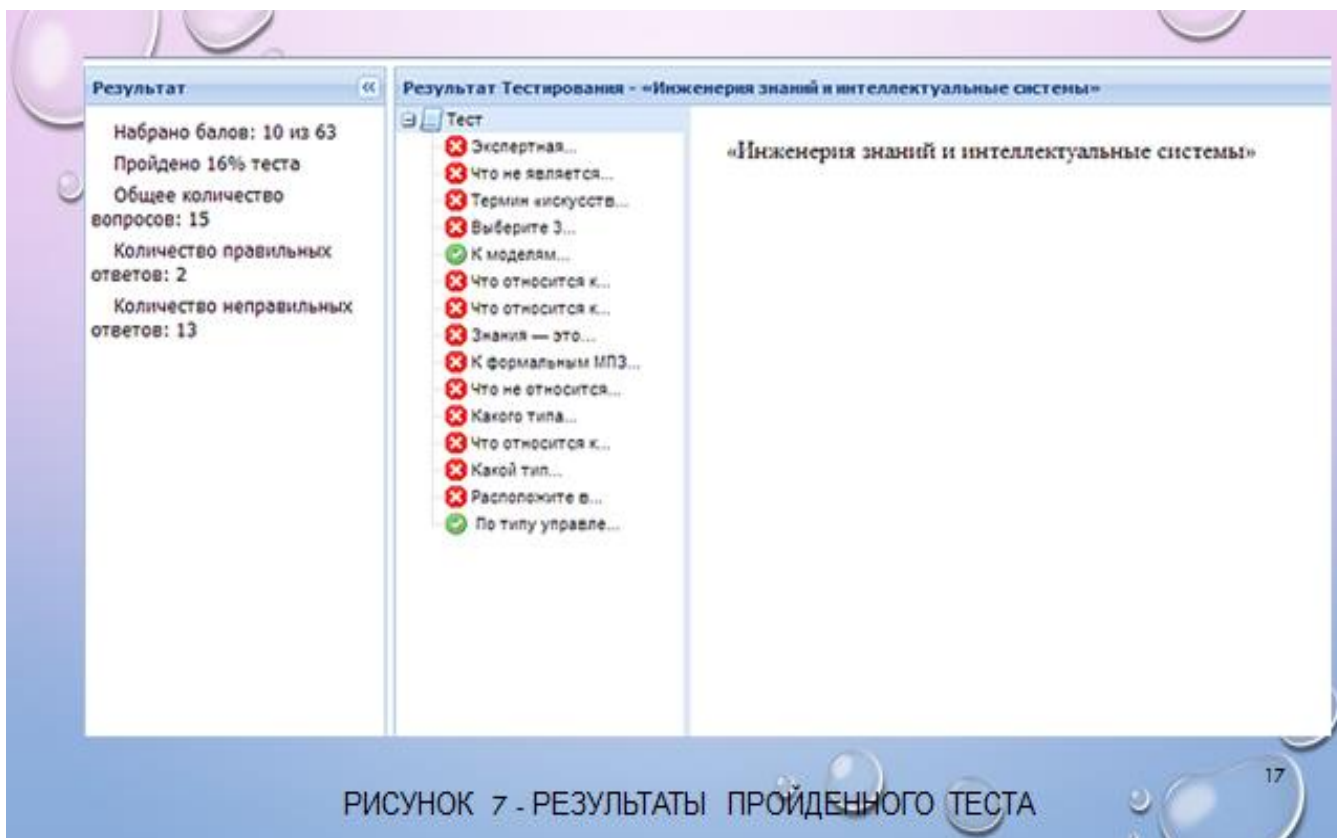 Результат
Набрано балов: 10 из 63
Пройдено 16% теста
Общее количество
вопросов: 15
Количество правильных
ответов: 2
Количество неправильных
ответов: 13
Результат Тестирования - «Инженерия знаний и интеллектуальные системы»
Тест
Экспертная...
Что не является...
Термин «искусств...
Выберите 3...
К моделям...
Что относится к...
Что относится к...
Знания — это...
К формальным МПЗ...
Что не относится...
Какого типа...
Что относится к...
Какой тип...
Расположите в...
По типу управле...
«Инженерия знаний и интеллектуальные системы»
17
РИСУНОК 7 - РЕЗУЛЬТАТЫ ПРОЙДЕННОГО ТЕСТА